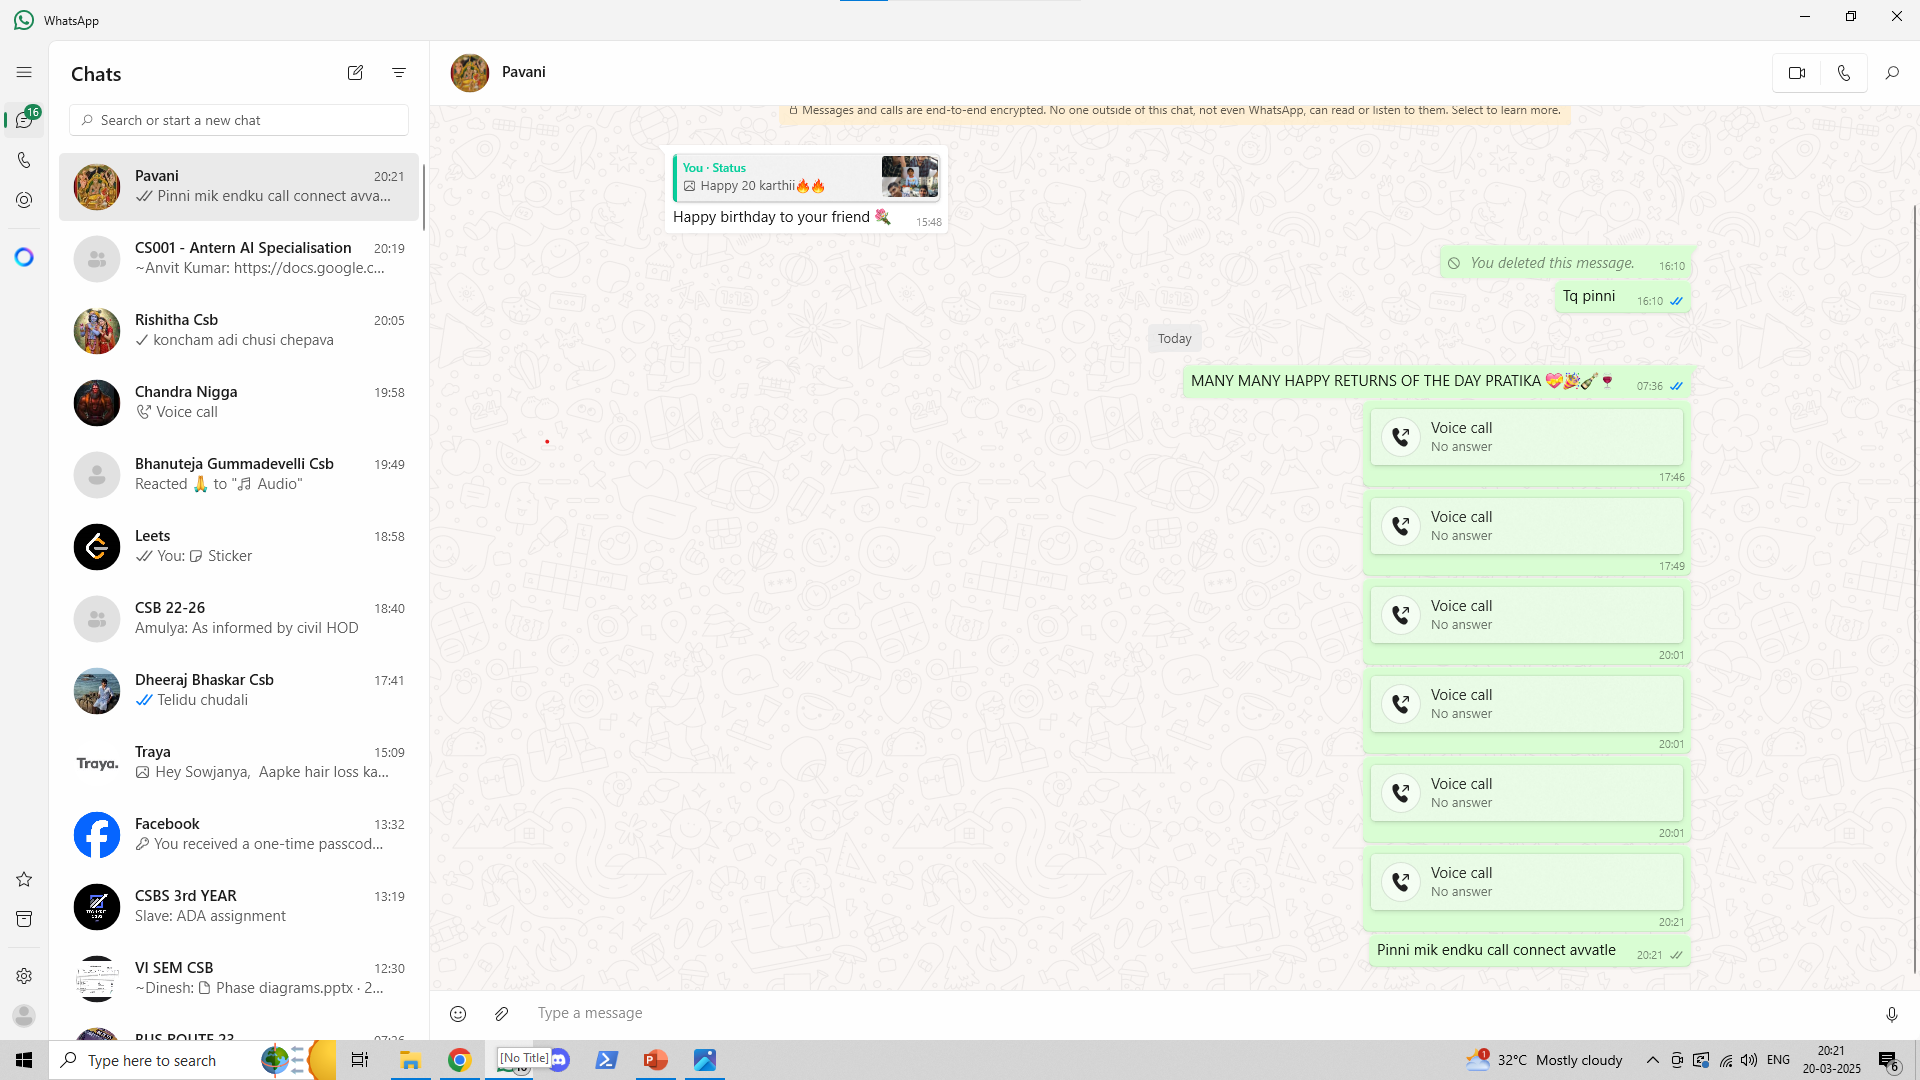 WhatsApp
Chats
16
Search or start a new chat
Pavani 20:21
Pinni mik endku call connect avva...
CS001 - Antern AI Specialisation 20:19
~Anvit Kumar: https://docs.google.c...
Rishitha Csb 20:05
koncham adi chusi chepava
Chandra Nigga 19:58
Voice call
Bhanuteja Gummadevelli Csb 19:49
Reacted 🙏 to "🎵 Audio"
Leets 18:58
You: Sticker
CSB 22-26 18:40
Amulya: As informed by civil HOD
Dheeraj Bhaskar Csb 17:41
Telidu chudali
Traya.
Traya 15:09
Hey Sowjanya, Aapke hair loss ka...
Facebook 13:32
You received a one-time passcod...
CSBS 3rd YEAR 13:19
Slave: ADA assignment
VI SEM CSB 12:30
~Dinesh: Phase diagrams.pptx · 2...
BUS ROUTE 23
Pavani
Messages and calls are end-to-end encrypted. No one outside of this chat, not even WhatsApp, can read or listen to them. Select to learn more.
You · Status
Happy 20 karthii🔥🔥
Happy birthday to your friend 💐 15:48
You deleted this message. 16:10
Tq pinni 16:10
Today
MANY MANY HAPPY RETURNS OF THE DAY PRATIKA 💝🎉🍾🍷 07:36
Voice call
No answer
17:46
Voice call
No answer
17:49
Voice call
No answer
20:01
Voice call
No answer
20:01
Voice call
No answer
20:01
Voice call
No answer
20:21
Pinni mik endku call connect avvatle 20:21
Type a message
Type here to search
[No Title]
1
32°C Mostly cloudy
ENG
20:21
20-03-2025
6